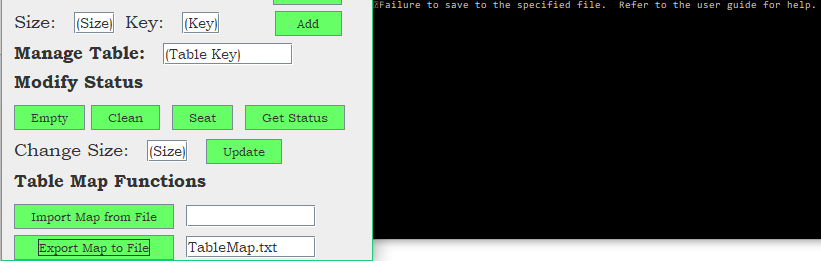 Size: (Size) Key: (Key) Add
Manage Table: (Table Key)
Modify Status
Empty Clean Seat Get Status
Change Size: (Size) Update
Table Map Functions
Import Map from File
Export Map to File TableMap.txt
Failure to save to the specified file.  Refer to the user guide for help.